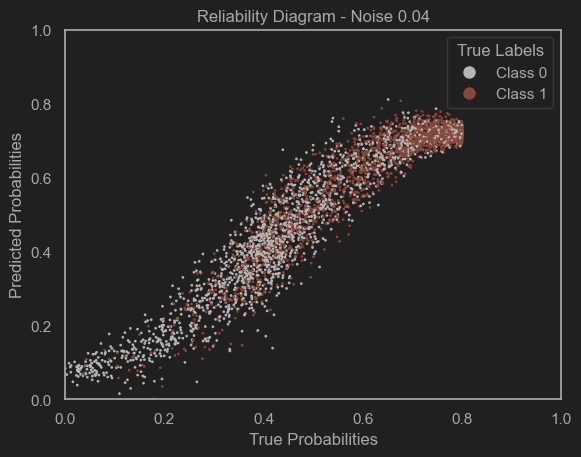 Reliability Diagram - Noise 0.04
True Labels
Class 0
Class 1
Predicted Probabilities
1.0
0.8
0.6
0.4
0.2
0.0
0.0 0.2 0.4 0.6 0.8 1.0
True Probabilities